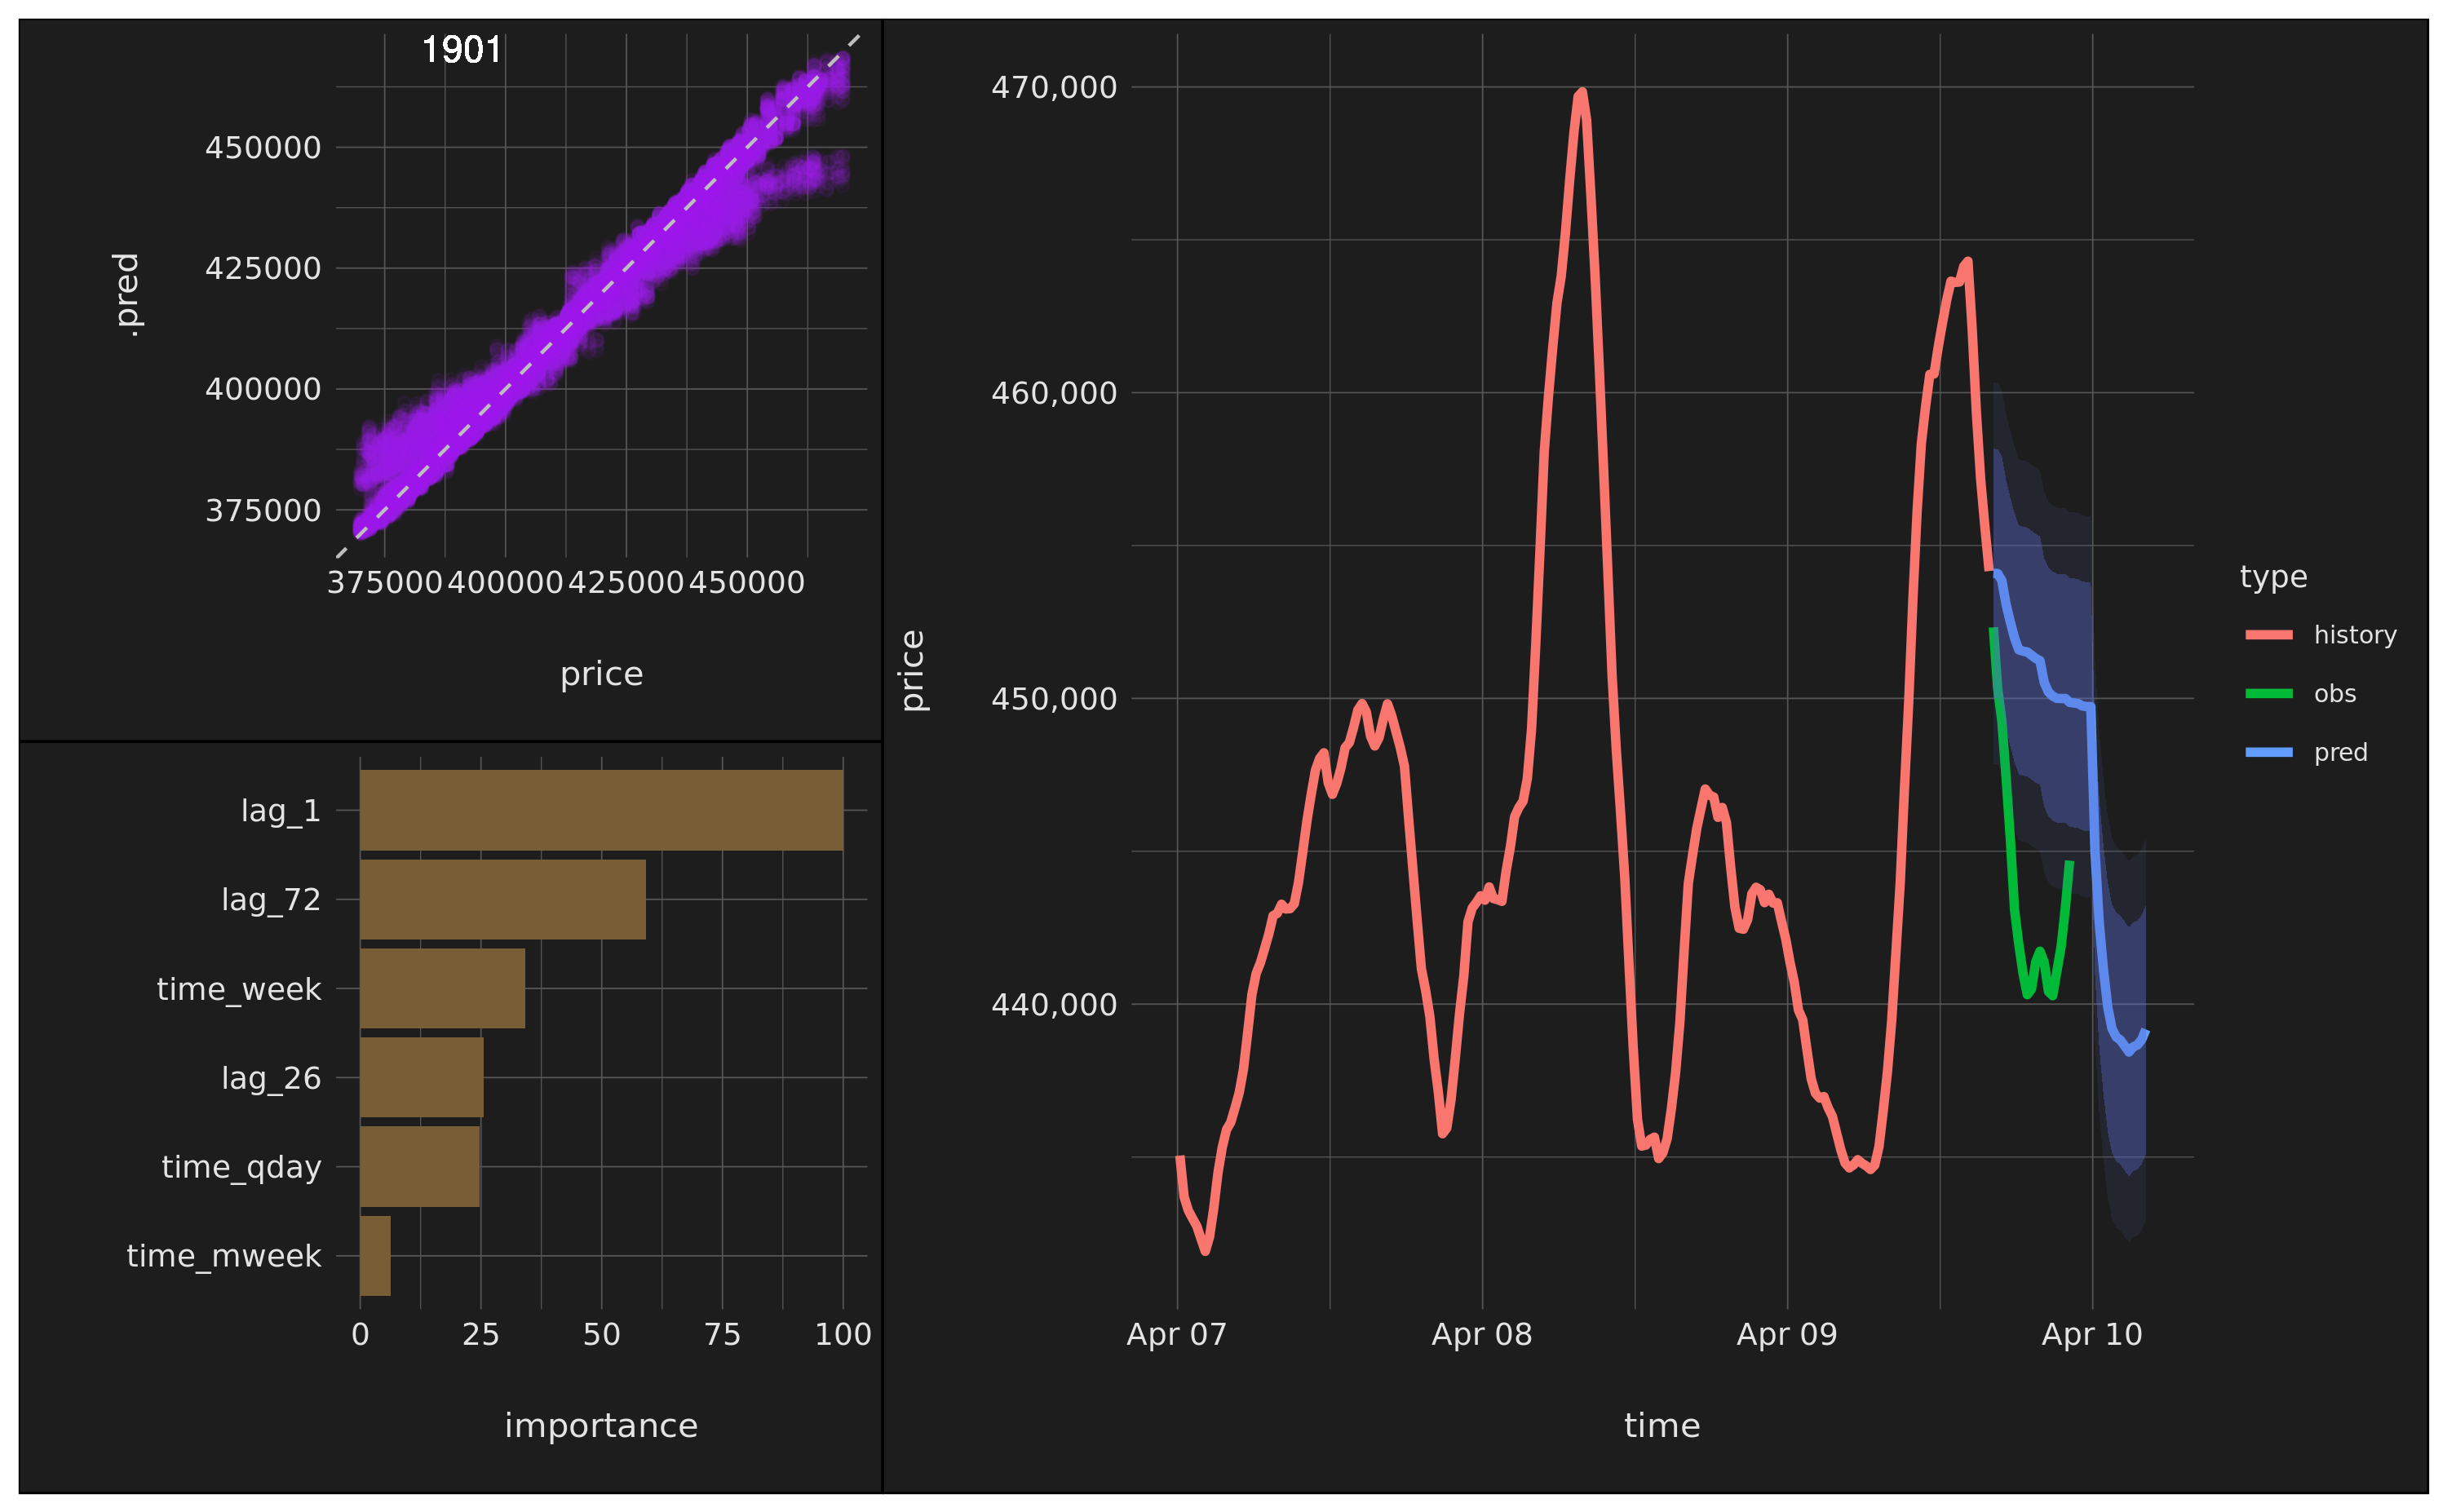 1901
.pred
450000
425000
400000
375000
375000 400000 425000 450000
price
lag_1
lag_72
time_week
lag_26
time_qday
time_mweek
0 25 50 75 100
importance
price
470,000
460,000
450,000
440,000
Apr 07 Apr 08 Apr 09 Apr 10
time
type
history
obs
pred